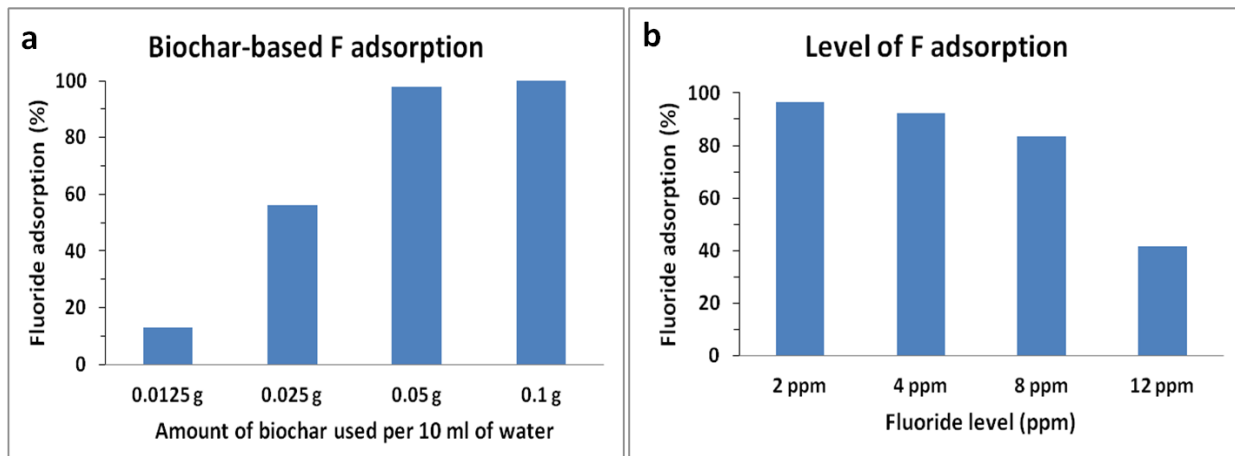 a
Biochar-based F adsorption
Fluoride adsorption (%)
100
80
60
40
20
0
0.0125 g 0.025 g 0.05 g 0.1 g
Amount of biochar used per 10 ml of water
b
Level of F adsorption
Fluoride adsorption (%)
100
80
60
40
20
0
2 ppm 4 ppm 8 ppm 12 ppm
Fluoride level (ppm)